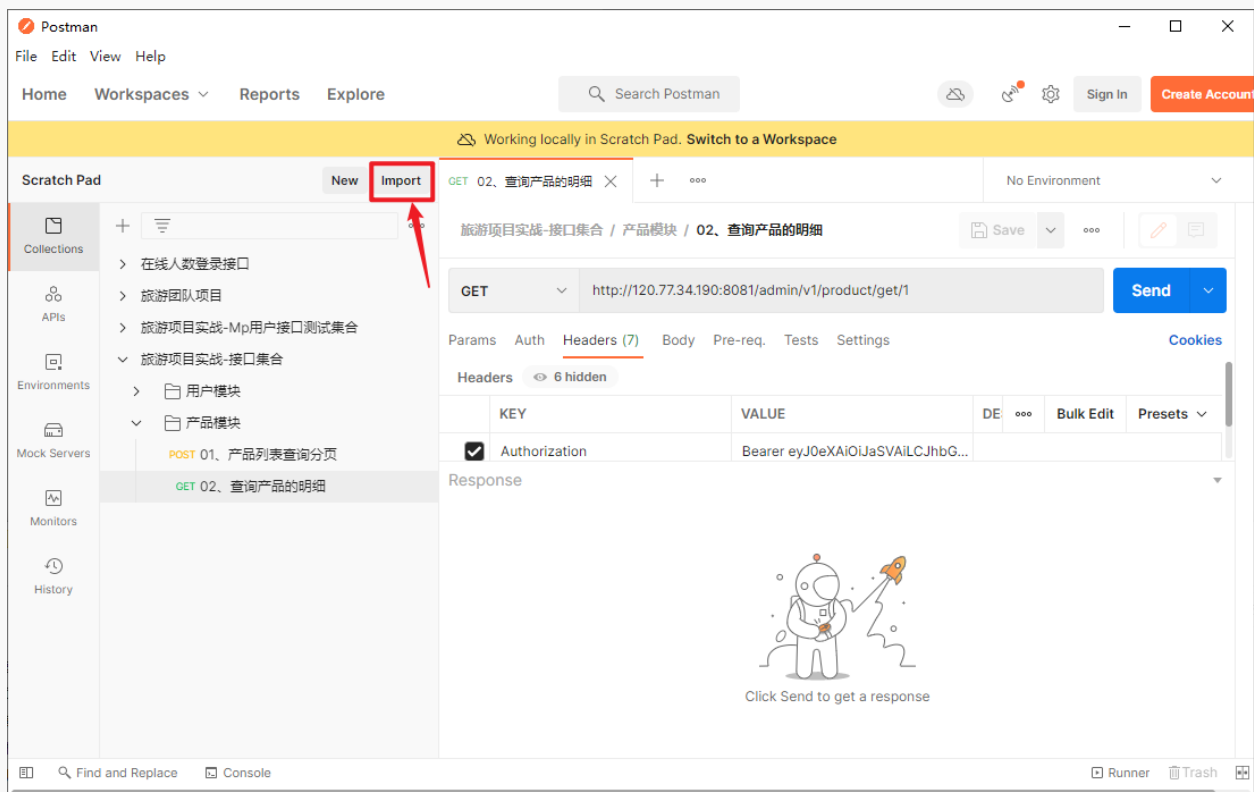 Postman
File Edit View Help
Home Workspaces Reports Explore Search Postman Sign In Create Account
Working locally in Scratch Pad. Switch to a Workspace
Scratch Pad New Import GET 02、查询产品的明细 No Environment
Collections
APIs
Environments
Mock Servers
Monitors
History
在线人数登录接口
旅游团队项目
旅游项目实战-Mp用户接口测试集合
旅游项目实战-接口集合
用户模块
产品模块
POST 01、产品列表查询分页
GET 02、查询产品的明细
旅游项目实战-接口集合 / 产品模块 / 02、查询产品的明细 Save
GET http://120.77.34.190:8081/admin/v1/product/get/1 Send
Params Auth Headers (7) Body Pre-req. Tests Settings Cookies
Headers 6 hidden
KEY VALUE DE Bulk Edit Presets
Authorization Bearer eyJ0eXAiOiJaSVAiLCJhbG...
Response
Click Send to get a response
Find and Replace Console Runner Trash